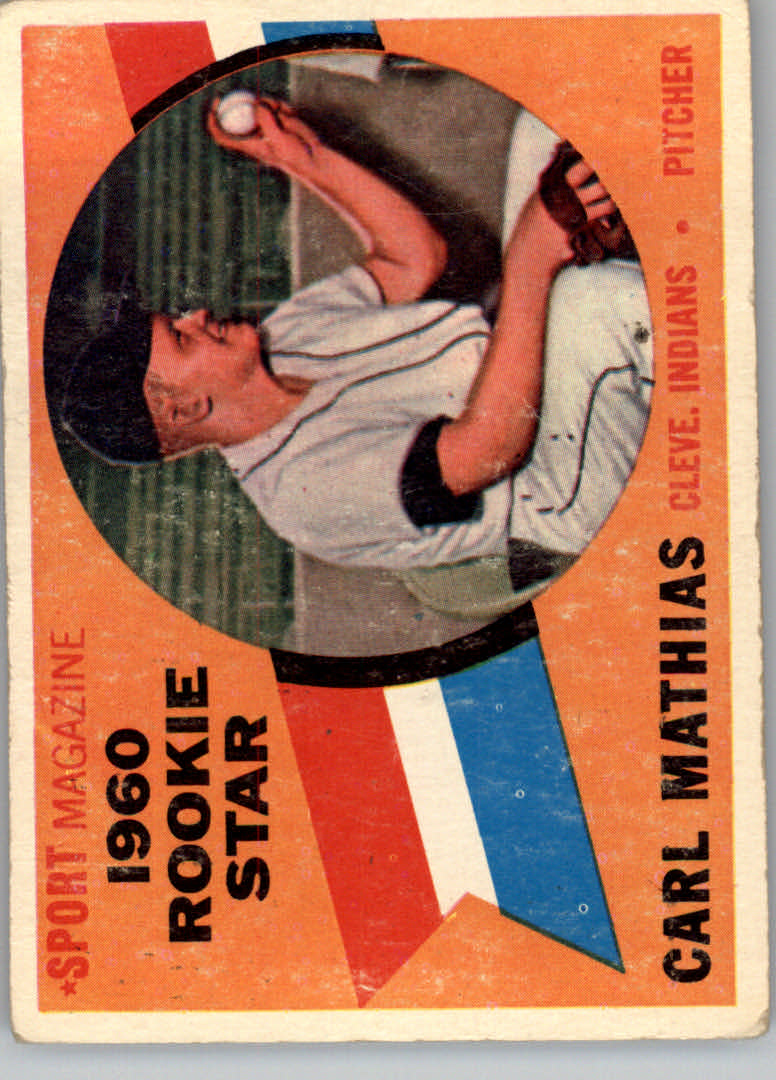 ★SPORT MAGAZINE
1960
ROOKIE
STAR
CARL MATHIAS CLEVE. INDIANS • PITCHER